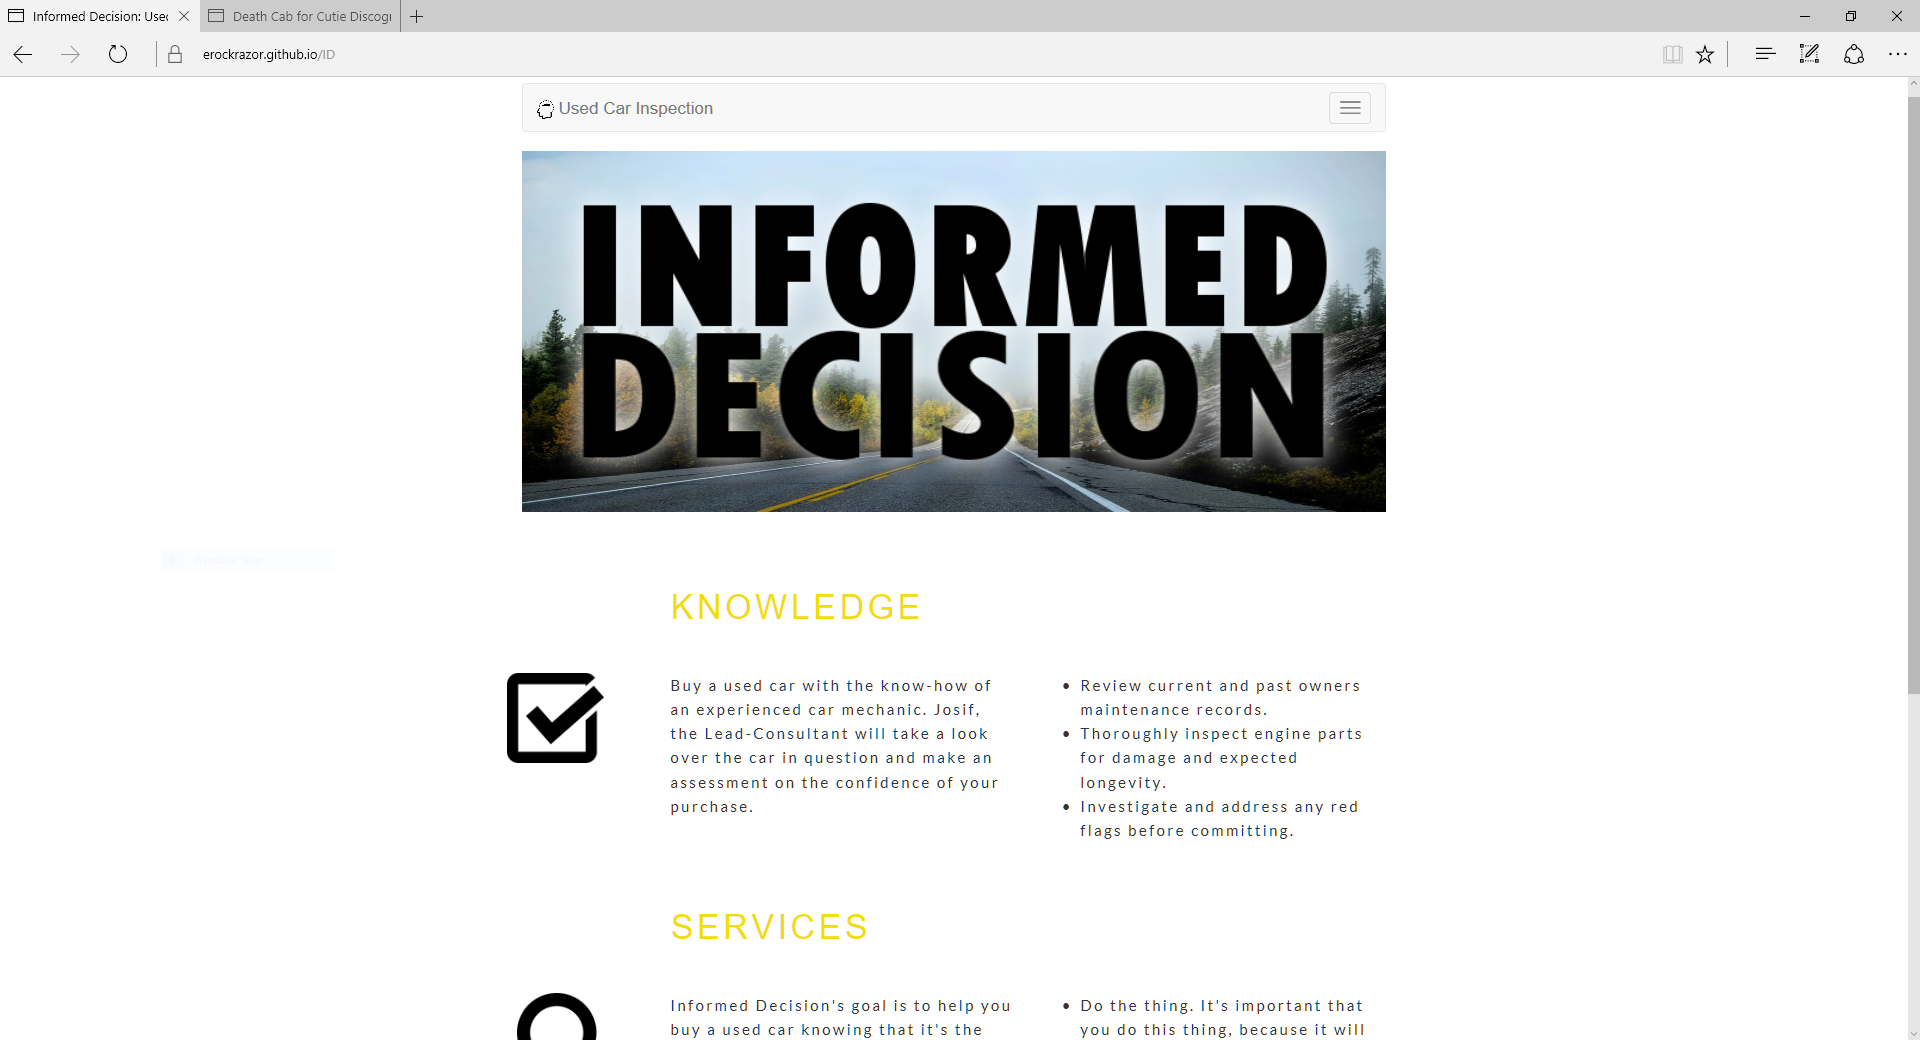 Informed Decision: Use
Death Cab for Cutie Discog
erockrazor.github.io/ID
Used Car Inspection
INFORMED
DECISION
KNOWLEDGE
Buy a used car with the know-how of
an experienced car mechanic. Josif,
the Lead-Consultant will take a look
over the car in question and make an
assessment on the confidence of your
purchase.
• Review current and past owners
maintenance records.
• Thoroughly inspect engine parts
for damage and expected
longevity.
• Investigate and address any red
flags before committing.
SERVICES
Informed Decision's goal is to help you
buy a used car knowing that it's the
• Do the thing. It's important that
you do this thing, because it will